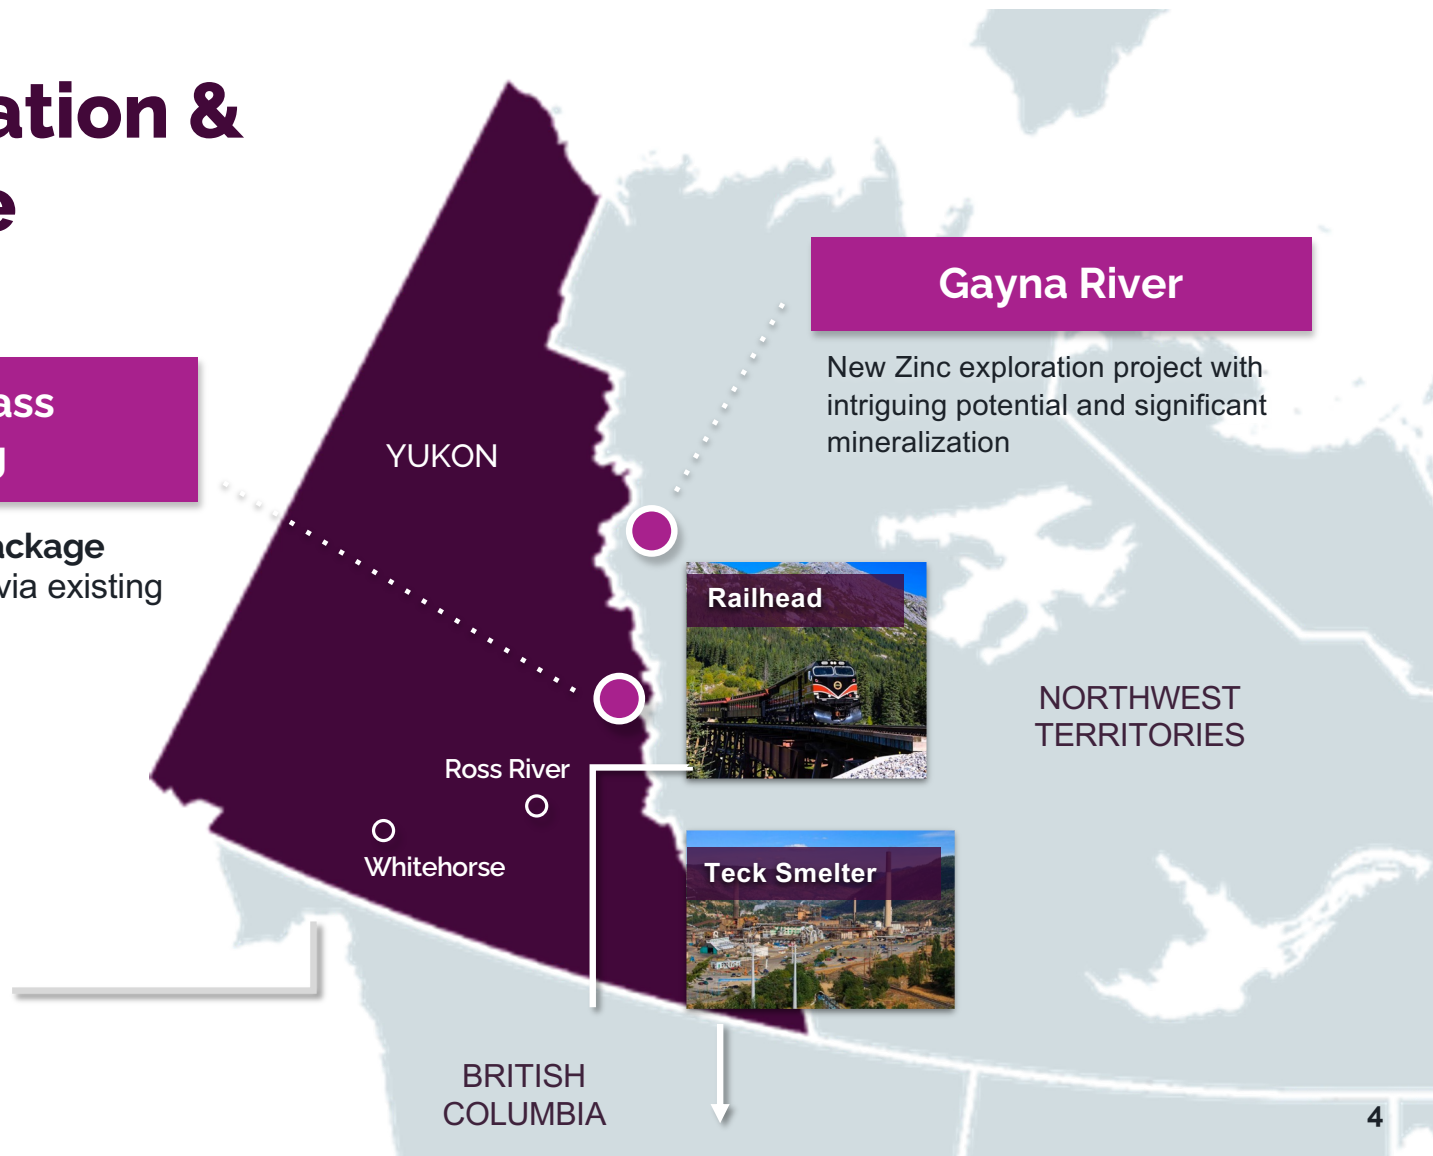 ation &
e
ass
g
ackage
via existing
Gayna River
New Zinc exploration project with
intriguing potential and significant
mineralization
YUKON
Railhead
NORTHWEST
TERRITORIES
Ross River
Whitehorse
Teck Smelter
BRITISH
COLUMBIA
4